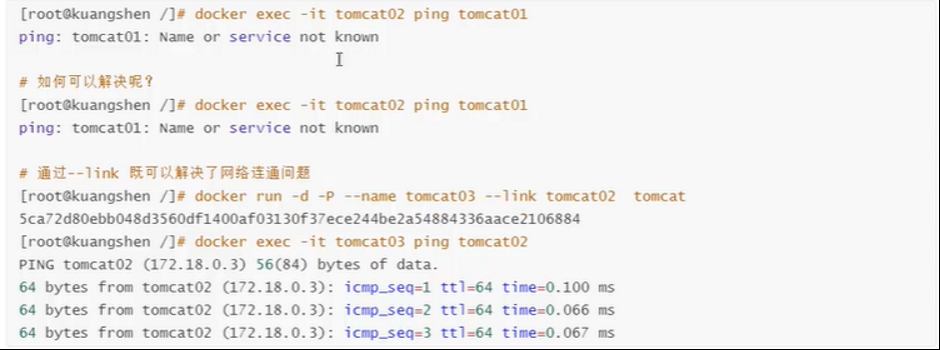 [root@kuangshen /]# docker exec -it tomcat02 ping tomcat01
ping: tomcat01: Name or service not known
# 如何可以解决呢？
[root@kuangshen /]# docker exec -it tomcat02 ping tomcat01
ping: tomcat01: Name or service not known
# 通过--link 既可以解决了网络连通问题
[root@kuangshen /]# docker run -d -P --name tomcat03 --link tomcat02  tomcat
5ca72d80ebb048d3560df1400af03130f37ece244be2a54884336aace2106884
[root@kuangshen /]# docker exec -it tomcat03 ping tomcat02
PING tomcat02 (172.18.0.3) 56(84) bytes of data.
64 bytes from tomcat02 (172.18.0.3): icmp_seq=1 ttl=64 time=0.100 ms
64 bytes from tomcat02 (172.18.0.3): icmp_seq=2 ttl=64 time=0.066 ms
64 bytes from tomcat02 (172.18.0.3): icmp_seq=3 ttl=64 time=0.067 ms